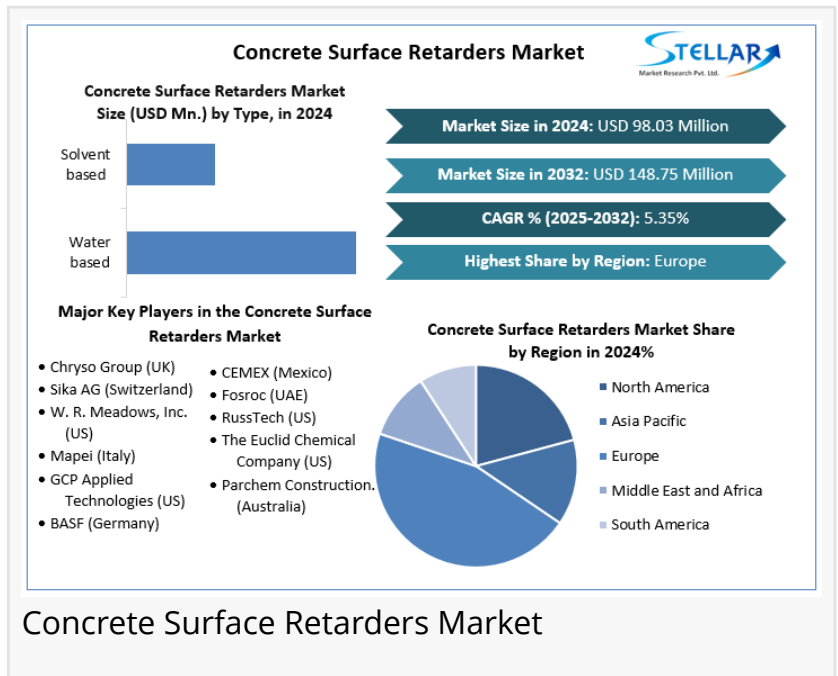 Concrete Surface Retarders Market
STELLAR
Market Research Pvt. Ltd.
Concrete Surface Retarders Market
Size (USD Mn.) by Type, in 2024
Solvent
based
Water
based
Market Size in 2024: USD 98.03 Million
Market Size in 2032: USD 148.75 Million
CAGR % (2025-2032): 5.35%
Highest Share by Region: Europe
Major Key Players in the Concrete Surface
Retarders Market
• Chryso Group (UK)
• Sika AG (Switzerland)
• W. R. Meadows, Inc.
(US)
• Mapei (Italy)
• GCP Applied
Technologies (US)
• BASF (Germany)
• CEMEX (Mexico)
• Fosroc (UAE)
• RussTech (US)
• The Euclid Chemical
Company (US)
• Parchem Construction.
(Australia)
Concrete Surface Retarders Market Share
by Region in 2024%
North America
Asia Pacific
Europe
Middle East and Africa
South America
Concrete Surface Retarders Market